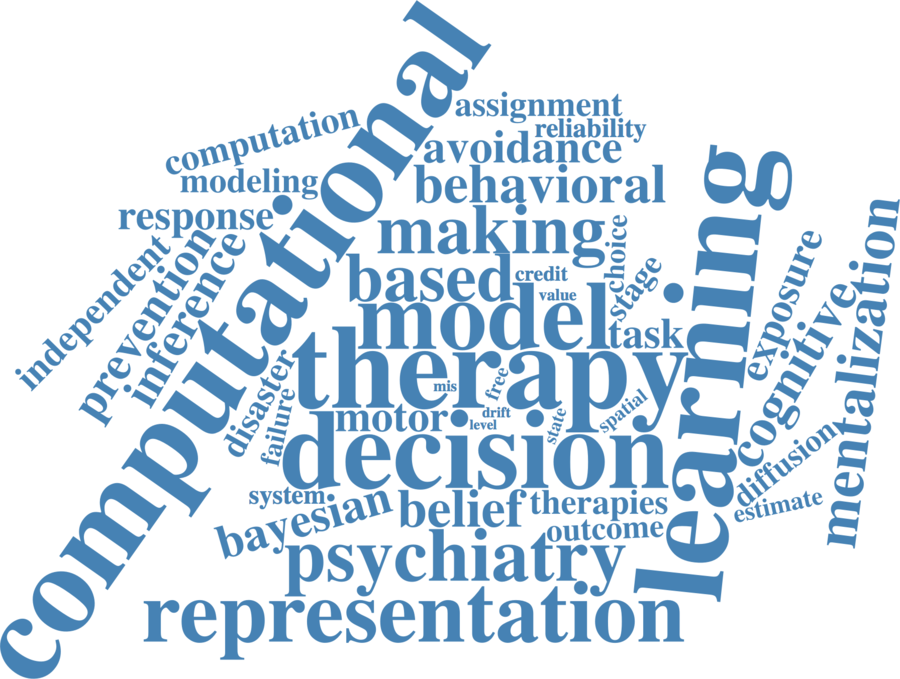 computational
assignment
reliability
computation
avoidance
modeling
behavioral
learning
response
making
choice
independent
prevention
inference
based
credit
stage
value
exposure
mentalization
model
task
cognitive
therapy
mis
free
disaster
failure
motor
drift
level
state
spatial
decision
diffusion
system
bayesian
belief
therapies
estimate
outcome
psychiatry
representation